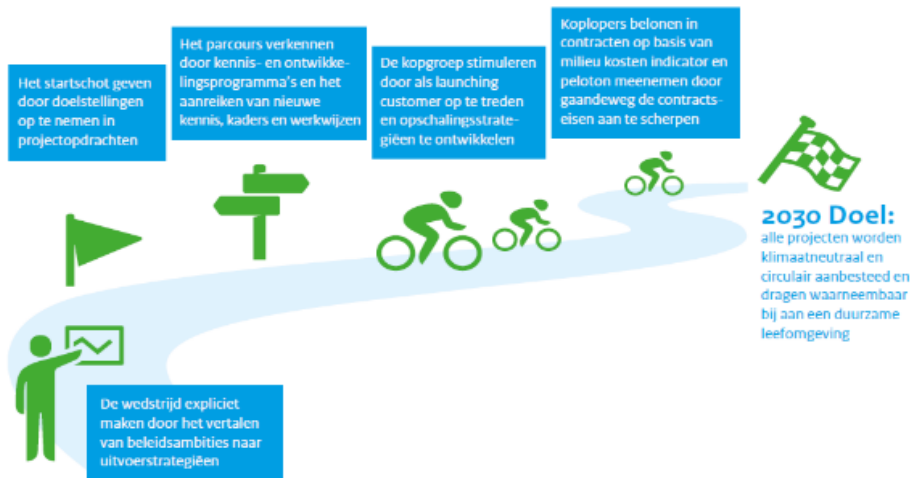 Het startschot geven
door doelstellingen
op te nemen in
projectopdrachten
Het parcours verkennen
door kennis- en ontwikke-
lingsprogramma's en het
aanreiken van nieuwe
kennis, kaders en werkwijzen
De kopgroep stimuleren
door als launching
customer op te treden
en opschalingsstrate-
giëen te ontwikkelen
Koplopers belonen in
contracten op basis van
milieu kosten indicator en
peloton meenemen door
gaandeweg de contracts-
eisen aan te scherpen
2030 Doel:
alle projecten worden
klimaatneutraal en
circulair aanbesteed en
dragen waarneembaar
bij aan een duurzame
leefomgeving
De wedstrijd expliciet
maken door het vertalen
van beleidsambities naar
uitvoerstrategiëen